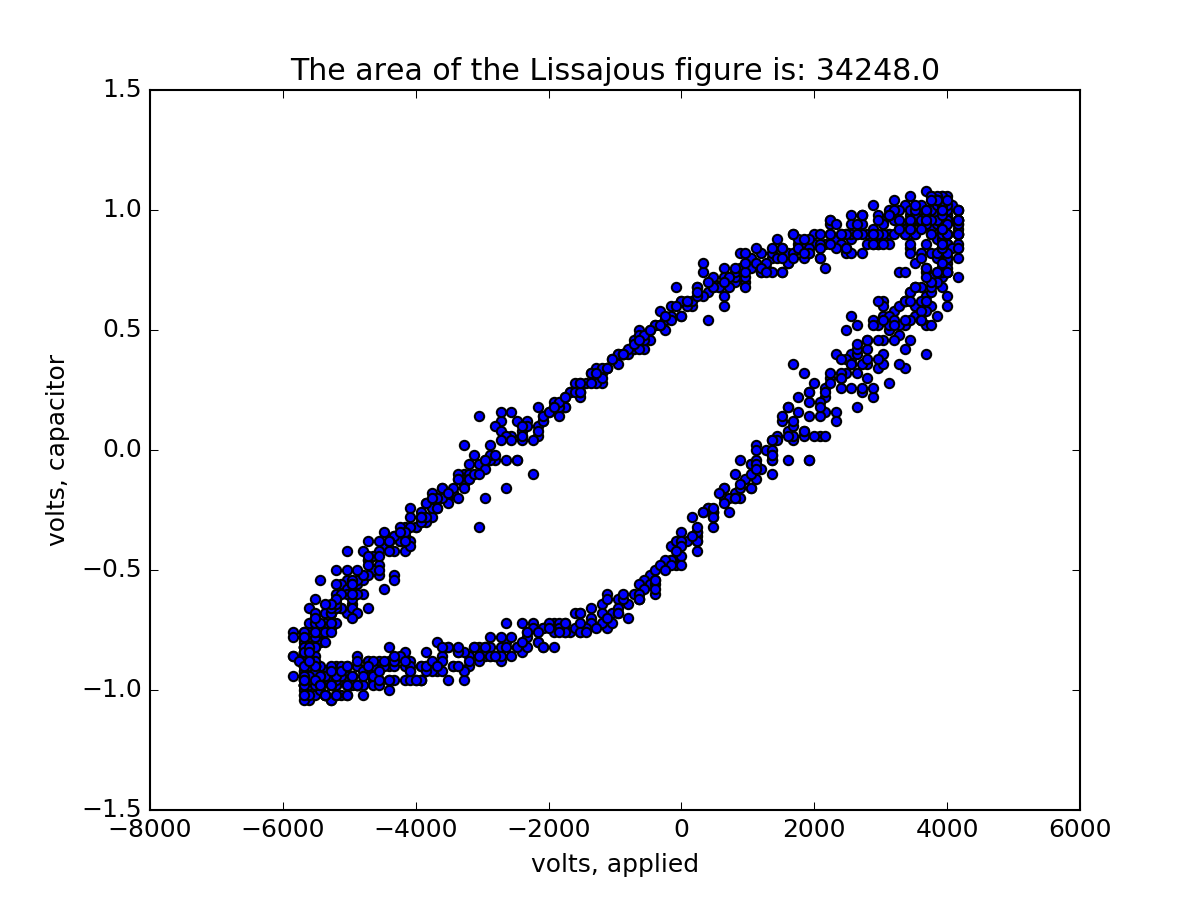 The area of the Lissajous figure is: 34248.0
1.5
1.0
0.5
0.0
−0.5
−1.0
−1.5
volts, capacitor
−8000 −6000 −4000 −2000 0 2000 4000 6000
volts, applied